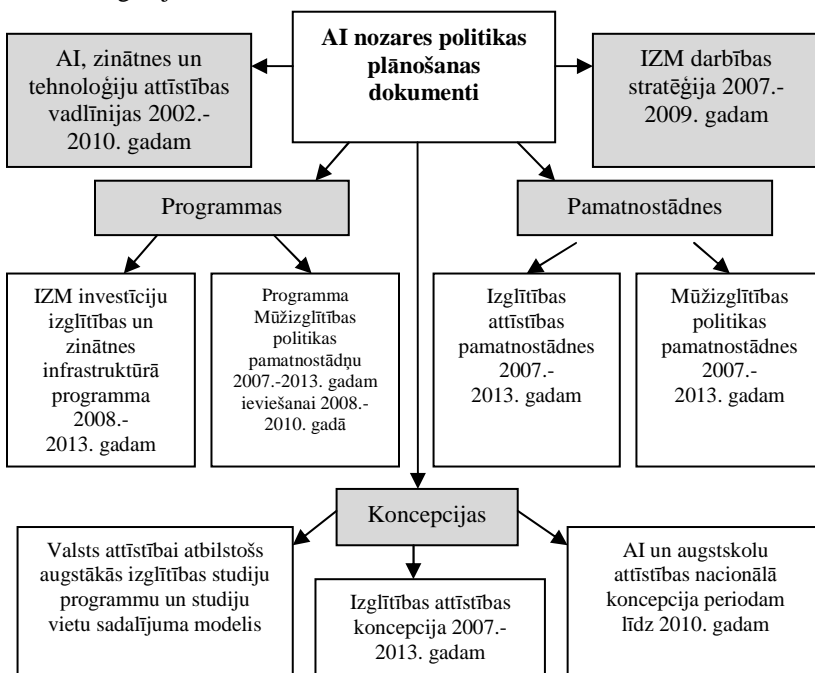 AI nozares politikas
plānošanas
dokumenti
AI, zinātnes un
tehnoloģiju attīstības
vadlīnijas 2002.-
2010. gadam
IZM darbības
stratēģija 2007.-
2009. gadam
Programmas
Pamatnostādnes
IZM investīciju
izglītības un
zinātnes
infrastruktūrā
programma
2008.-
2013. gadam
Programma
Mūžizglītības
politikas
pamatnostādņu
2007.-2013. gadam
ieviešanai 2008.-
2010. gadā
Izglītības
attīstības
pamatnostādnes
2007.-
2013. gadam
Mūžizglītības
politikas
pamatnostādnes
2007.-
2013. gadam
Koncepcijas
Valsts attīstībai atbilstošs
augstākās izglītības studiju
programmu un studiju
vietu sadalījuma modelis
Izglītības attīstības
koncepcija 2007.-
2013. gadam
AI un augstskolu
attīstības nacionālā
koncepcija periodam
līdz 2010. gadam